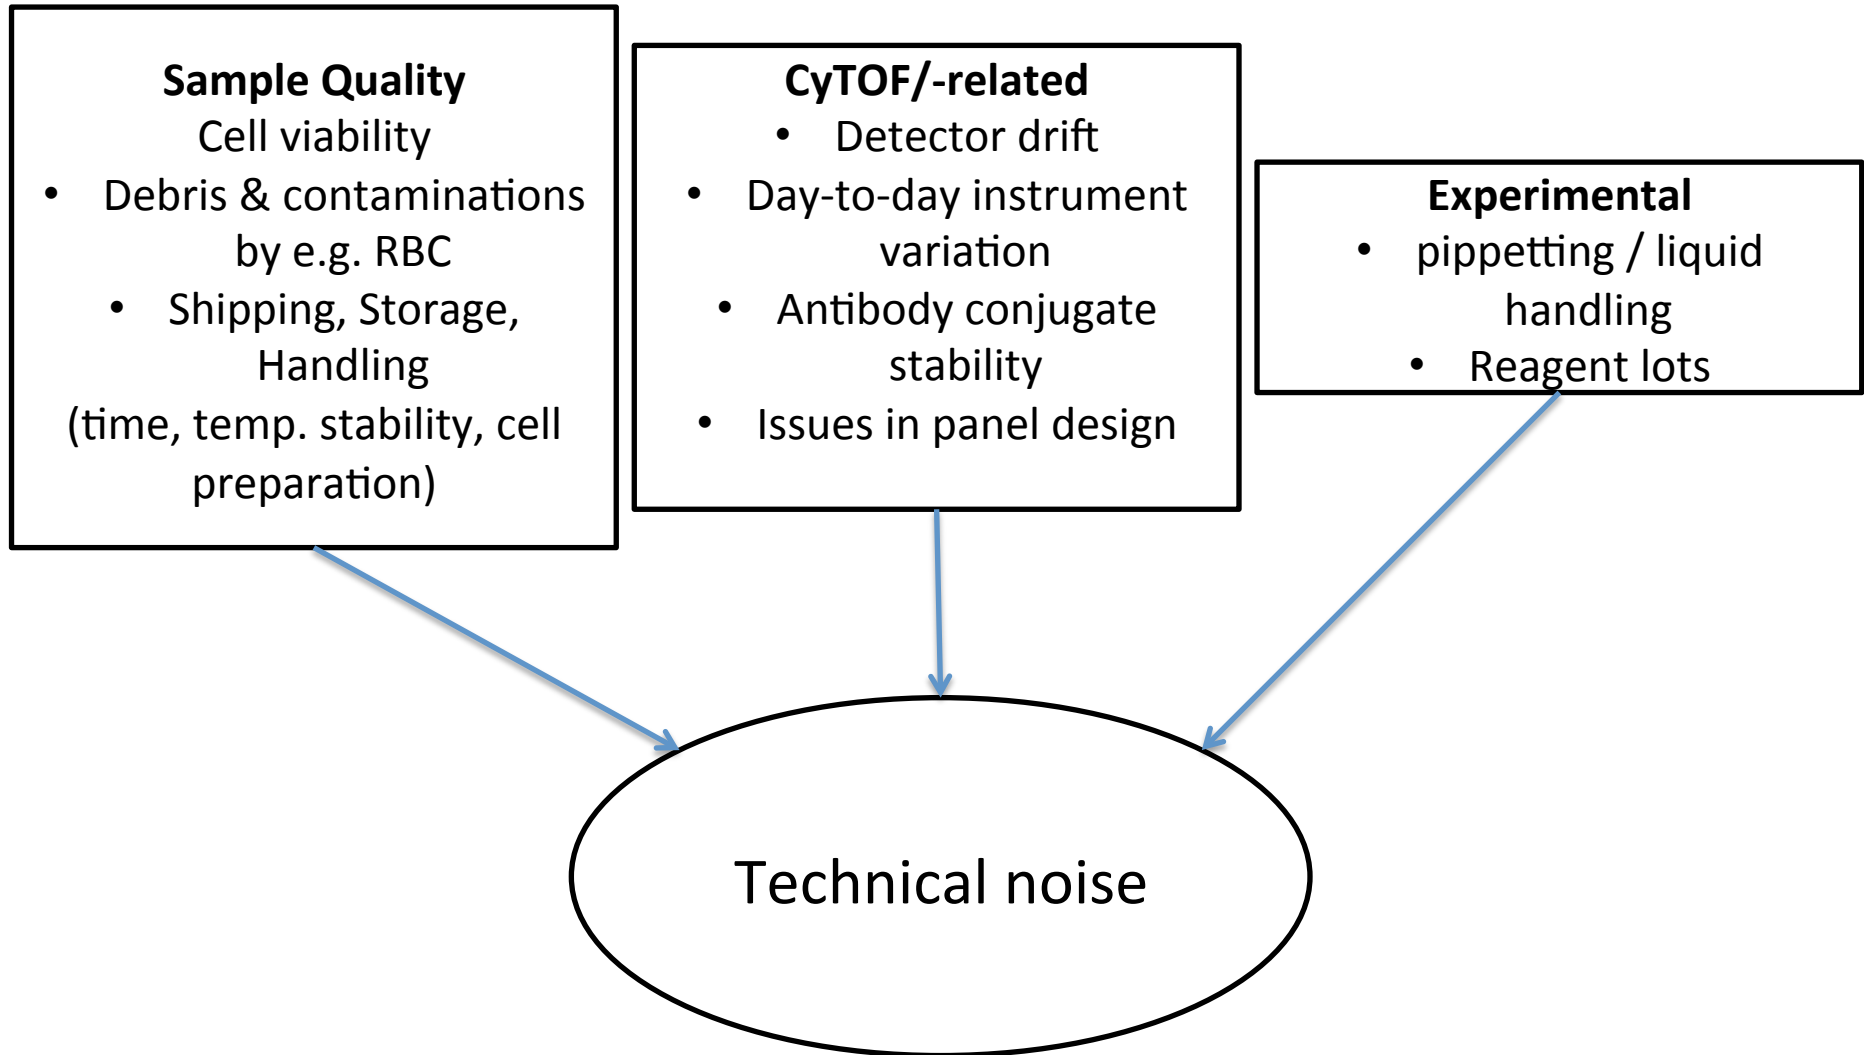 Sample Quality
Cell viability
• Debris & contaminations
by e.g. RBC
• Shipping, Storage,
Handling
(time, temp. stability, cell
preparation)
CyTOF/-related
• Detector drift
• Day-to-day instrument
variation
• Antibody conjugate
stability
• Issues in panel design
Experimental
• pippetting / liquid
handling
• Reagent lots
Technical noise